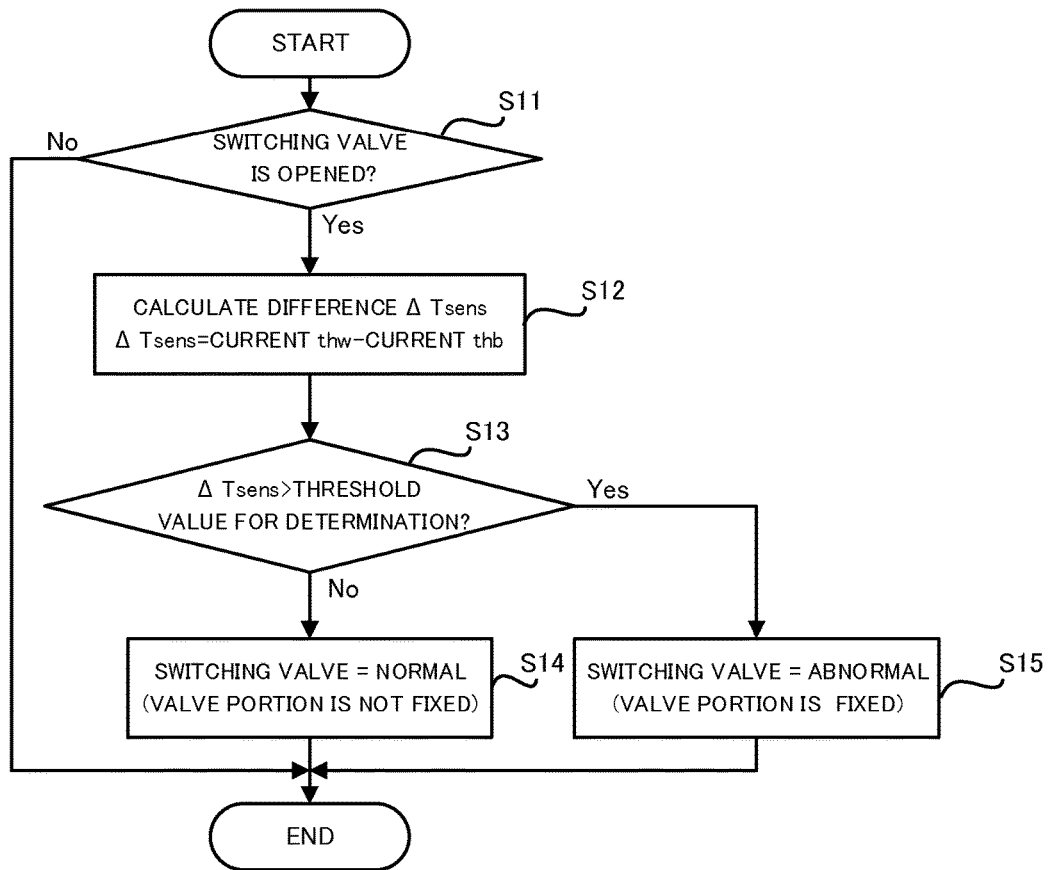 START
S11
No
SWITCHING VALVE
IS OPENED?
Yes
S12
CALCULATE DIFFERENCE Δ Tsens
Δ Tsens=CURRENT thw-CURRENT thb
S13
Δ Tsens>THRESHOLD
VALUE FOR DETERMINATION?
Yes
No
SWITCHING VALVE = NORMAL
(VALVE PORTION IS NOT FIXED)
S14
SWITCHING VALVE = ABNORMAL
(VALVE PORTION IS FIXED)
S15
END